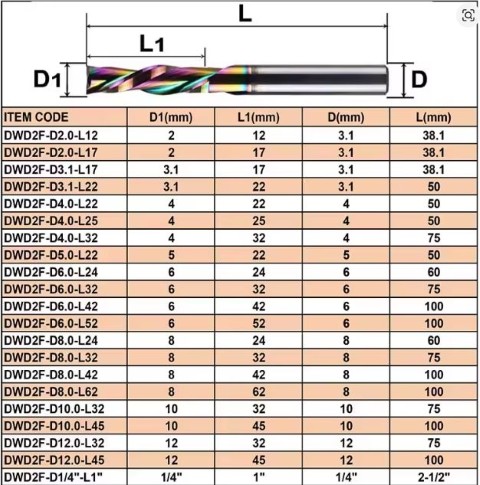 L
L1
D1
D
ITEM CODE D1(mm) L1(mm) D(mm) L(mm)
DWD2F-D2.0-L12 2 12 3.1 38.1
DWD2F-D2.0-L17 2 17 3.1 38.1
DWD2F-D3.1-L17 3.1 17 3.1 38.1
DWD2F-D3.1-L22 3.1 22 3.1 50
DWD2F-D4.0-L22 4 22 4 50
DWD2F-D4.0-L25 4 25 4 50
DWD2F-D4.0-L32 4 32 4 75
DWD2F-D5.0-L22 5 22 5 50
DWD2F-D6.0-L24 6 24 6 60
DWD2F-D6.0-L32 6 32 6 75
DWD2F-D6.0-L42 6 42 6 100
DWD2F-D6.0-L52 6 52 6 100
DWD2F-D8.0-L24 8 24 8 60
DWD2F-D8.0-L32 8 32 8 75
DWD2F-D8.0-L42 8 42 8 100
DWD2F-D8.0-L62 8 62 8 100
DWD2F-D10.0-L32 10 32 10 75
DWD2F-D10.0-L45 10 45 10 100
DWD2F-D12.0-L32 12 32 12 75
DWD2F-D12.0-L45 12 45 12 100
DWD2F-D1/4"-L1" 1/4" 1" 1/4" 2-1/2"